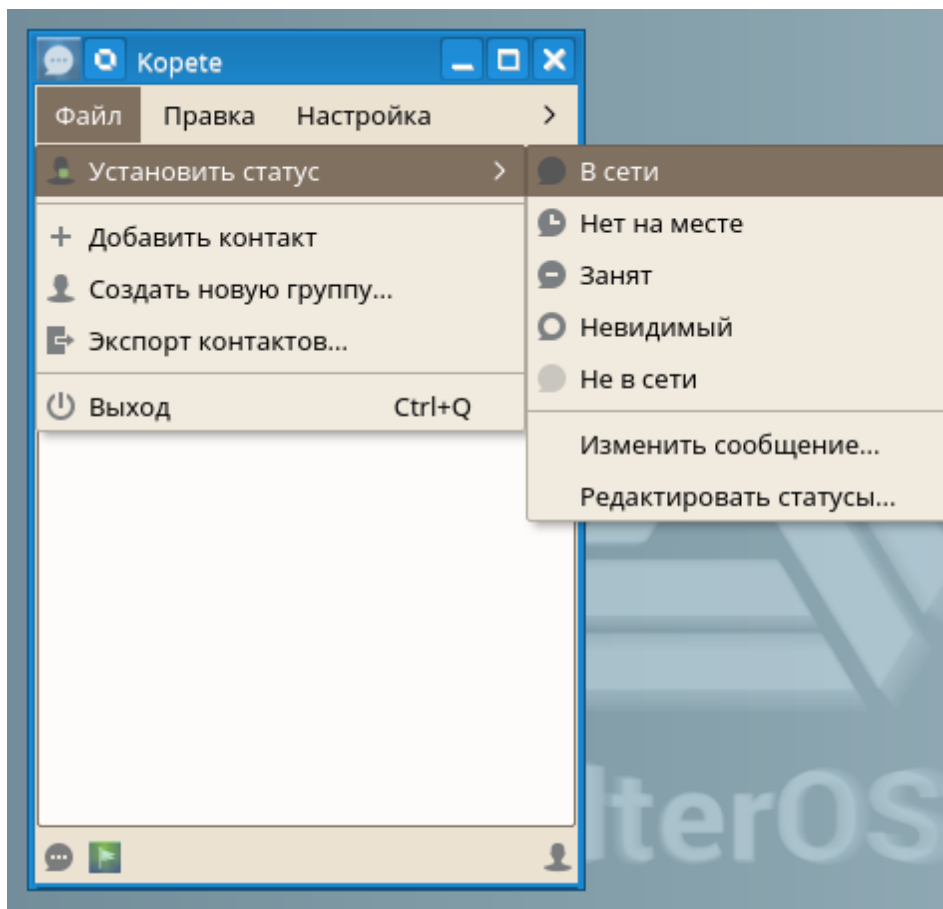 Kopete
Файл Правка Настройка
Установить статус
Добавить контакт
Создать новую группу...
Экспорт контактов...
Выход Ctrl+Q
В сети
Нет на месте
Занят
Невидимый
Не в сети
Изменить сообщение...
Редактировать статусы...
lterOS